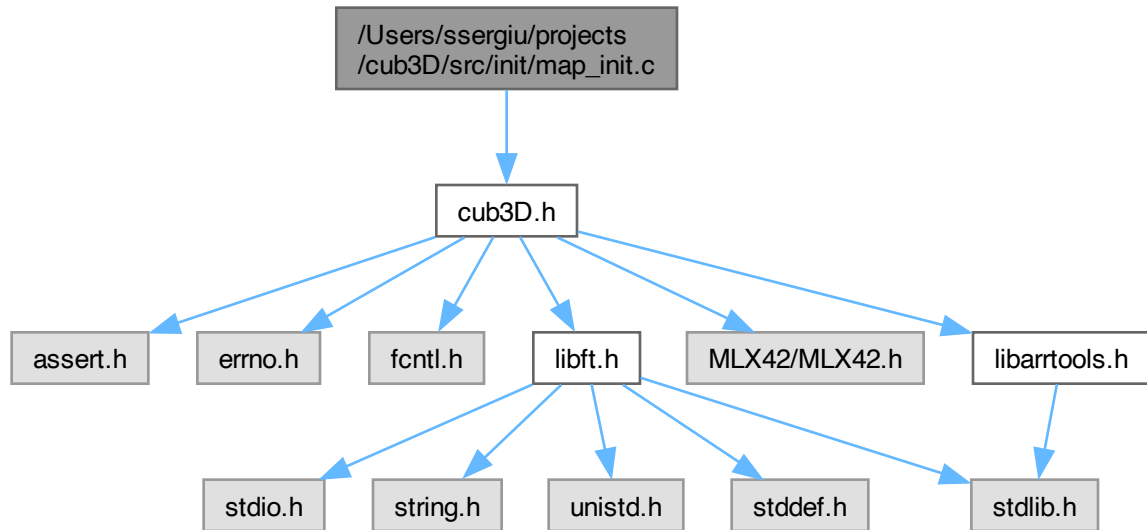 /Users/ssergiu/projects
/cub3D/src/init/map_init.c
cub3D.h
assert.h
errno.h
fcntl.h
libft.h
MLX42/MLX42.h
libarrtools.h
stdio.h
string.h
unistd.h
stddef.h
stdlib.h